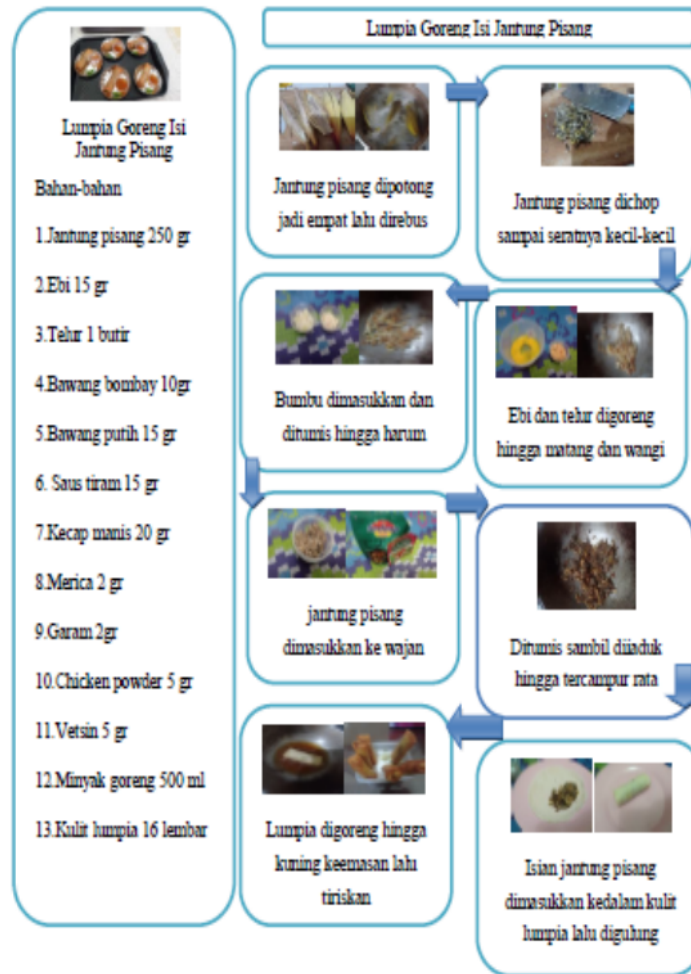 Lumpia Goreng Isi
Jantung Pisang
Bahan-bahan
1.Jantung pisang 250 gr
2.Ebi 15 gr
3.Telur 1 butir
4.Bawang bombay 10gr
5.Bawang putih 15 gr
6. Saus tiram 15 gr
7.Kecap manis 20 gr
8.Merica 2 gr
9.Garam 2gr
10.Chicken powder 5 gr
11.Vetsin 5 gr
12.Minyak goreng 500 ml
13.Kulit lumpia 16 lembar
Lumpia Goreng Isi Jantung Pisang
Jantung pisang dipotong
jadi empat lalu direbus
Jantung pisang dichop
sampai seratnya kecil-kecil
Ebi dan telur digoreng
hingga matang dan wangi
Bumbu dimasukkan dan
ditumis hingga harum
jantung pisang
dimasukkan ke wajan
Ditumis sambil diiaduk
hingga tercampur rata
Isian jantung pisang
dimasukkan kedalam kulit
lumpia lalu digulung
Lumpia digoreng hingga
kuning keemasan lalu
tiriskan